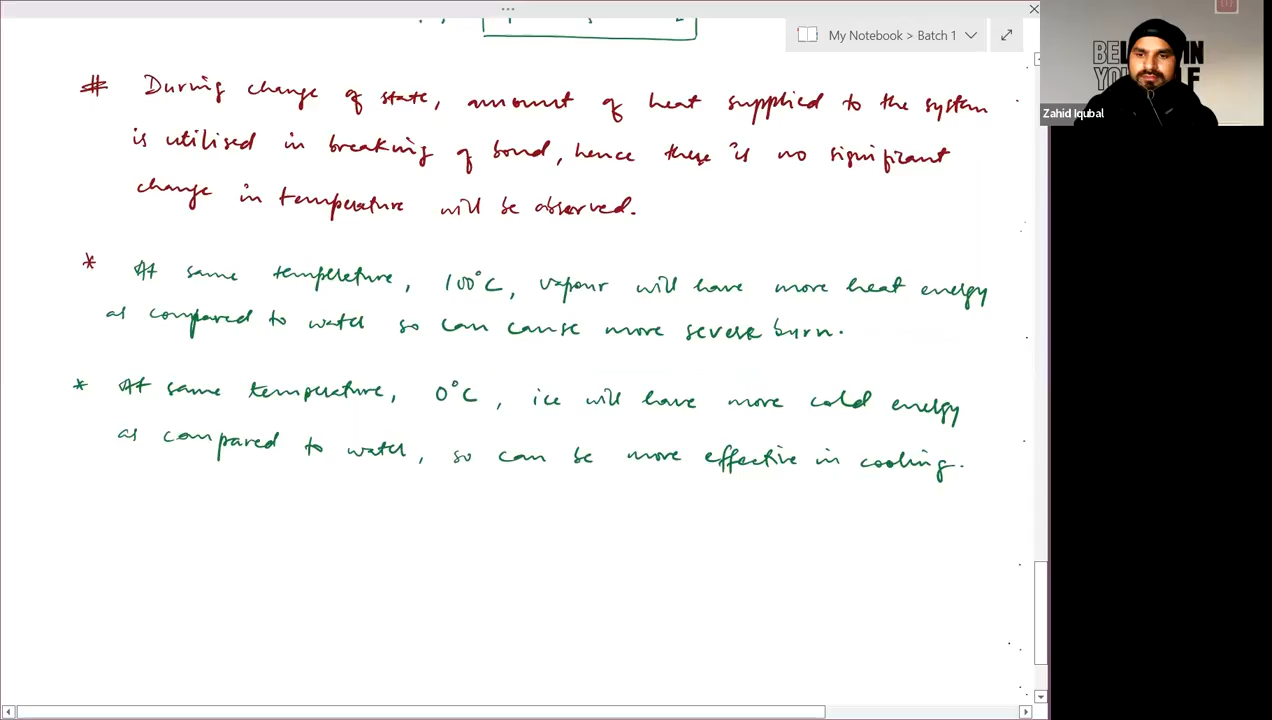 My Notebook > Batch 1
# During change of state, amount of heat supplied to the system
is utilised in breaking of bond, hence there is no significant
change in temperature will be observed.
* At same temperature, 100°C, vapour will have more heat energy
as compared to water so can cause more severe burn.
* At same temperature, 0°C, ice will have more cold energy
as compared to water, so can be more effective in cooling.
Zahid Iqubal